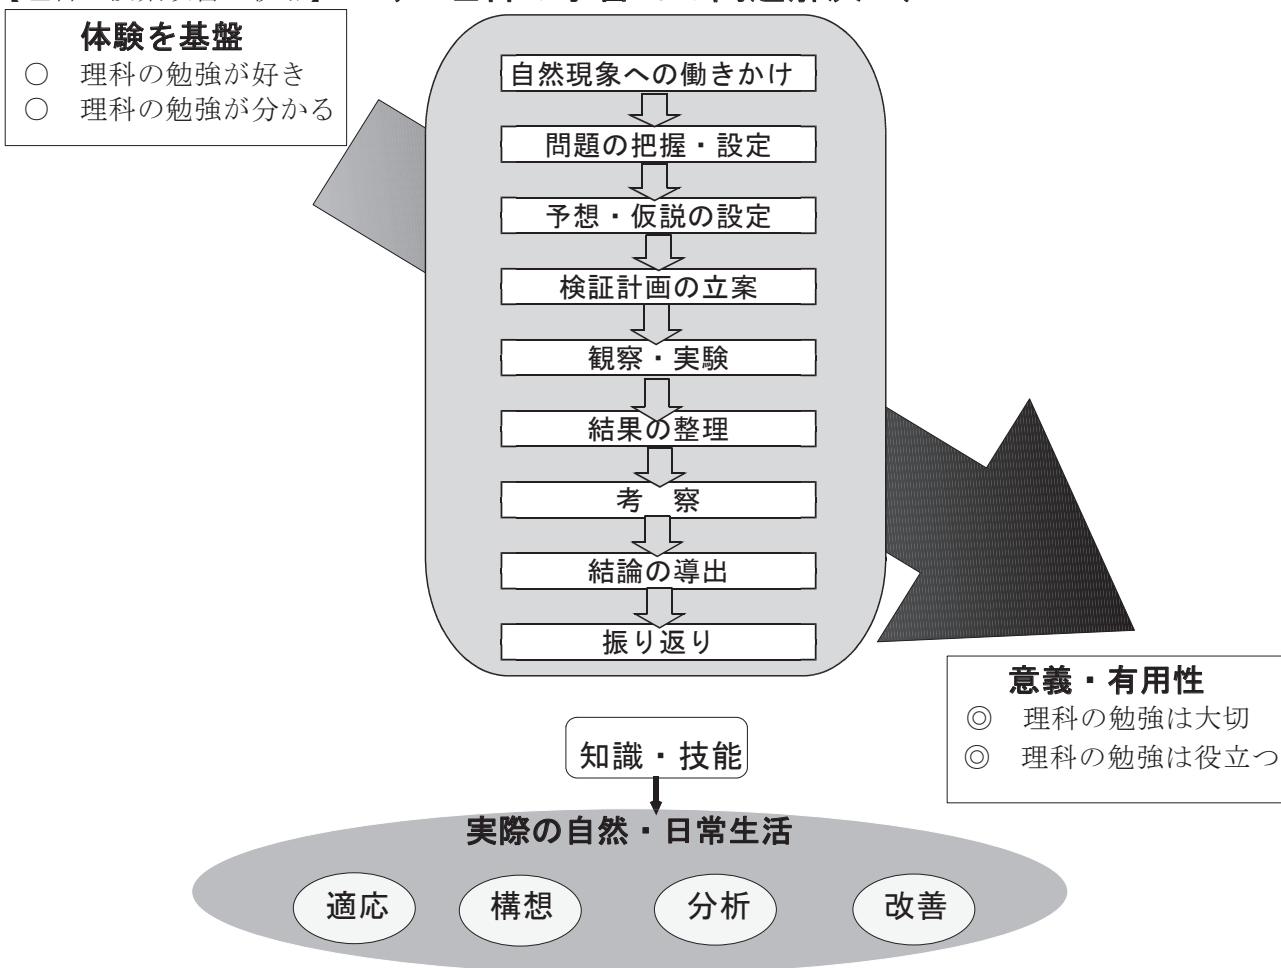 体験を基盤
○　理科の勉強が好き
○　理科の勉強が分かる
自然現象への働きかけ
問題の把握・設定
予想・仮説の設定
検証計画の立案
観察・実験
結果の整理
考　察
結論の導出
振り返り
意義・有用性
◎　理科の勉強は大切
◎　理科の勉強は役立つ
知識・技能
実際の自然・日常生活
適応
構想
分析
改善